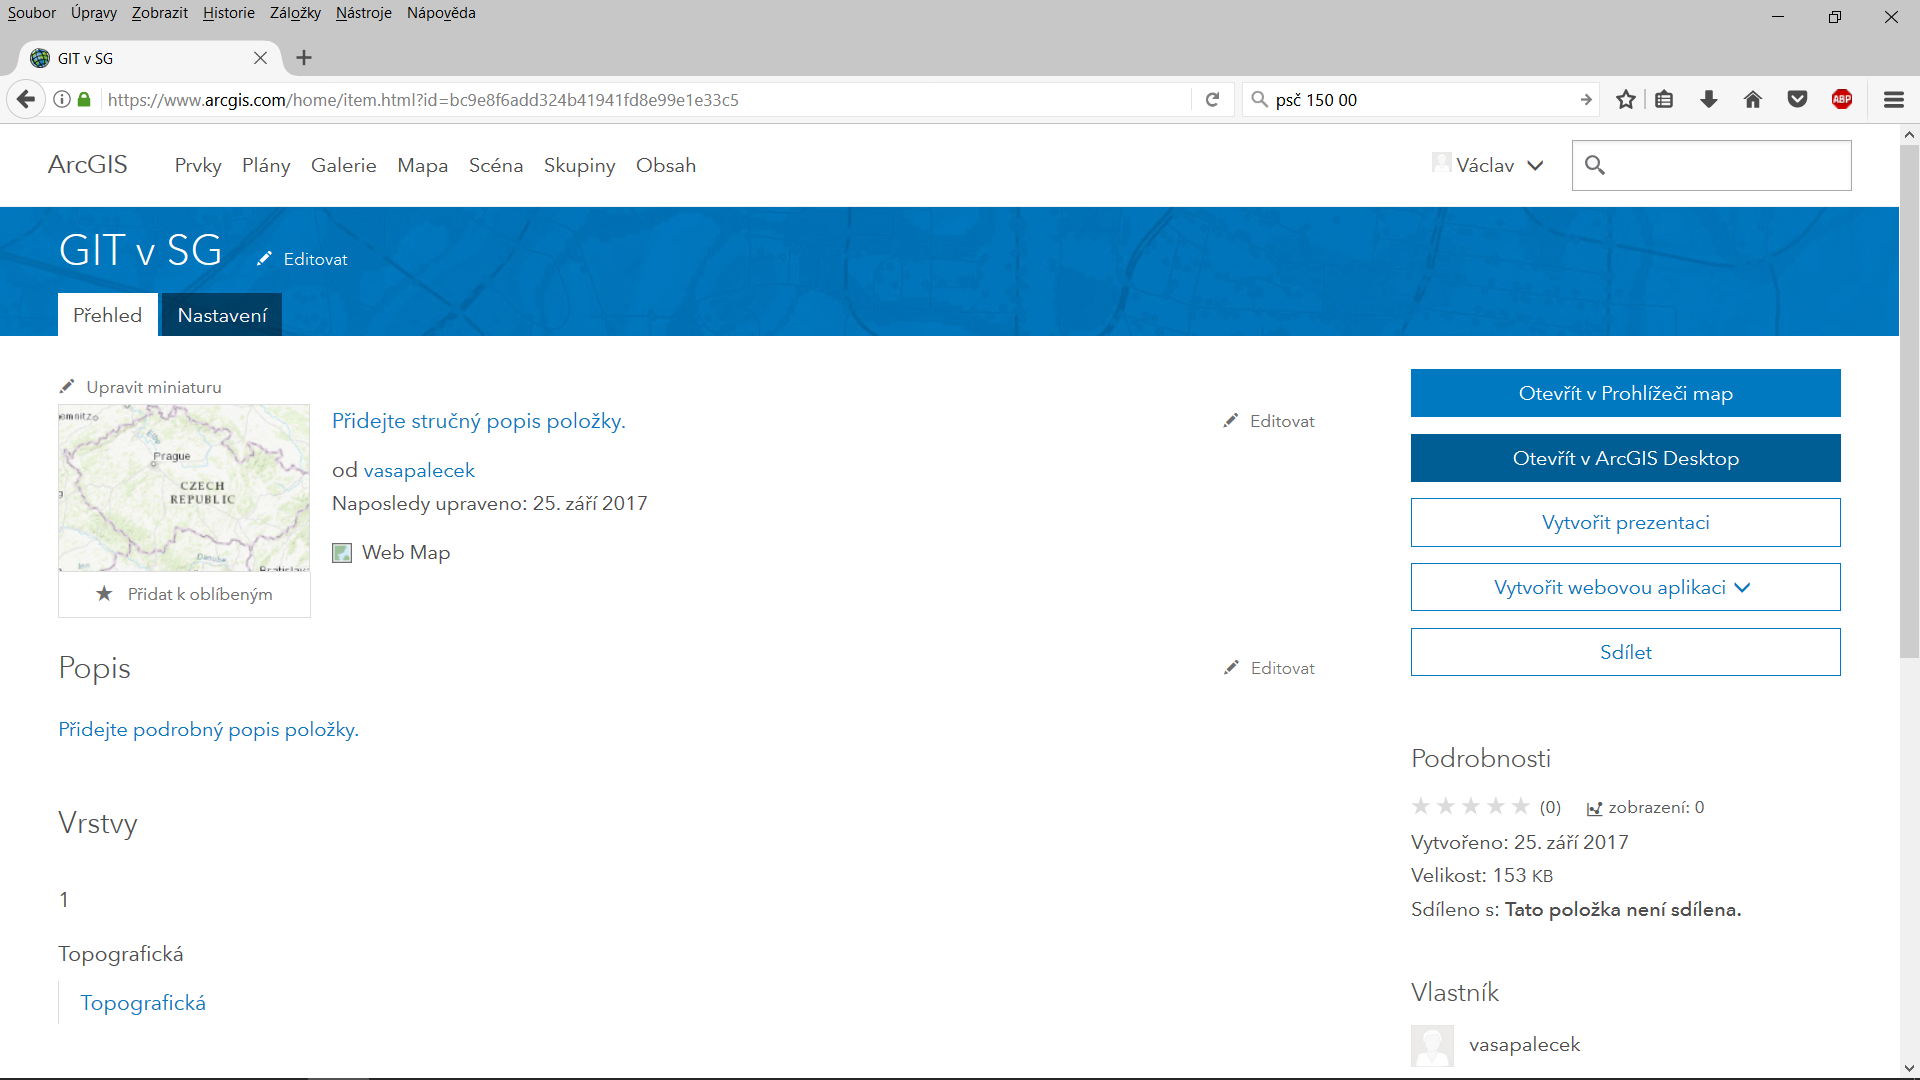 Soubor Úpravy Zobrazit Historie Záložky Nástroje Nápověda
GIT v SG
https://www.arcgis.com/home/item.html?id=bc9e8f6add324b41941fd8e99e1e33c5
psč 150 00
ABP
ArcGIS Prvky Plány Galerie Mapa Scéna Skupiny Obsah Václav
GIT v SG Editovat
Přehled Nastavení
Upravit miniaturu
Prague
CZECH
REPUBLIC
Elbe
Danube
Bratislava
Přidat k oblíbeným
Přidejte stručný popis položky. Editovat
od vasapalecek
Naposledy upraveno: 25. září 2017
Web Map
Popis Editovat
Přidejte podrobný popis položky.
Vrstvy
1
Topografická
Topografická
Otevřít v Prohlížeči map
Otevřít v ArcGIS Desktop
Vytvořit prezentaci
Vytvořit webovou aplikaci
Sdílet
Podrobnosti
(0) zobrazení: 0
Vytvořeno: 25. září 2017
Velikost: 153 KB
Sdíleno s: Tato položka není sdílena.
Vlastník
vasapalecek